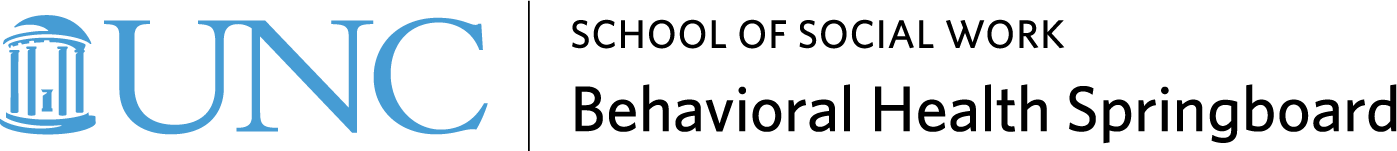 UNC
SCHOOL OF SOCIAL WORK
Behavioral Health Springboard